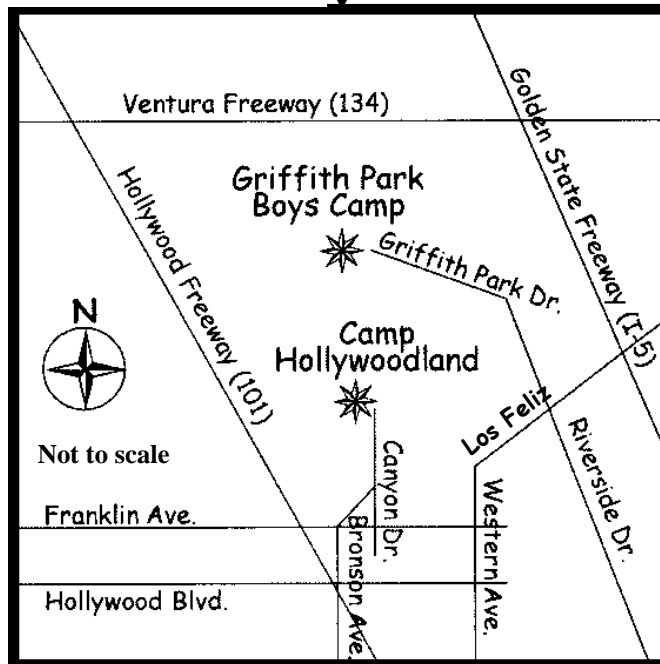 Ventura Freeway (134)
Golden State Freeway (I-5)
Hollywood Freeway (101)
Griffith Park
Boys Camp
Griffith Park Dr.
N
Camp
Hollywoodland
Los Feliz
Not to scale
Canyon Dr.
Riverside Dr.
Western Ave.
Franklin Ave.
Bronson Ave.
Hollywood Blvd.